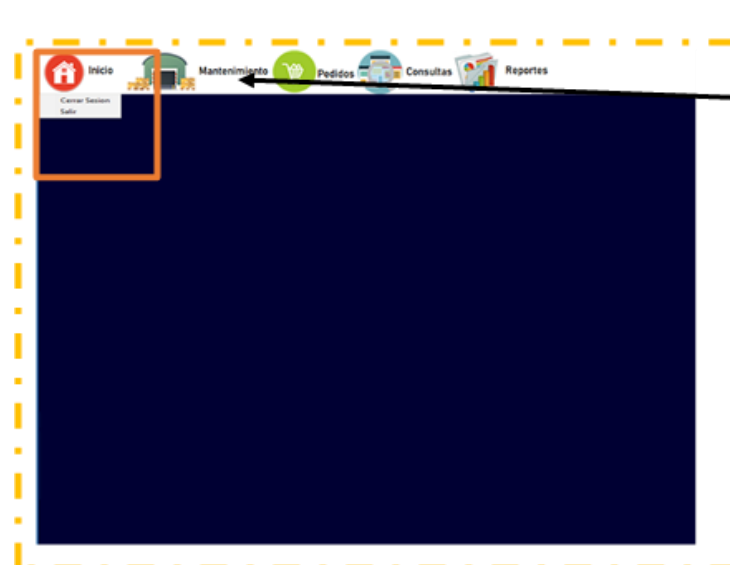 Inicio
Mantenimiento
Pedidos
Consultas
Reportes
Cerrar Sesion
Salir